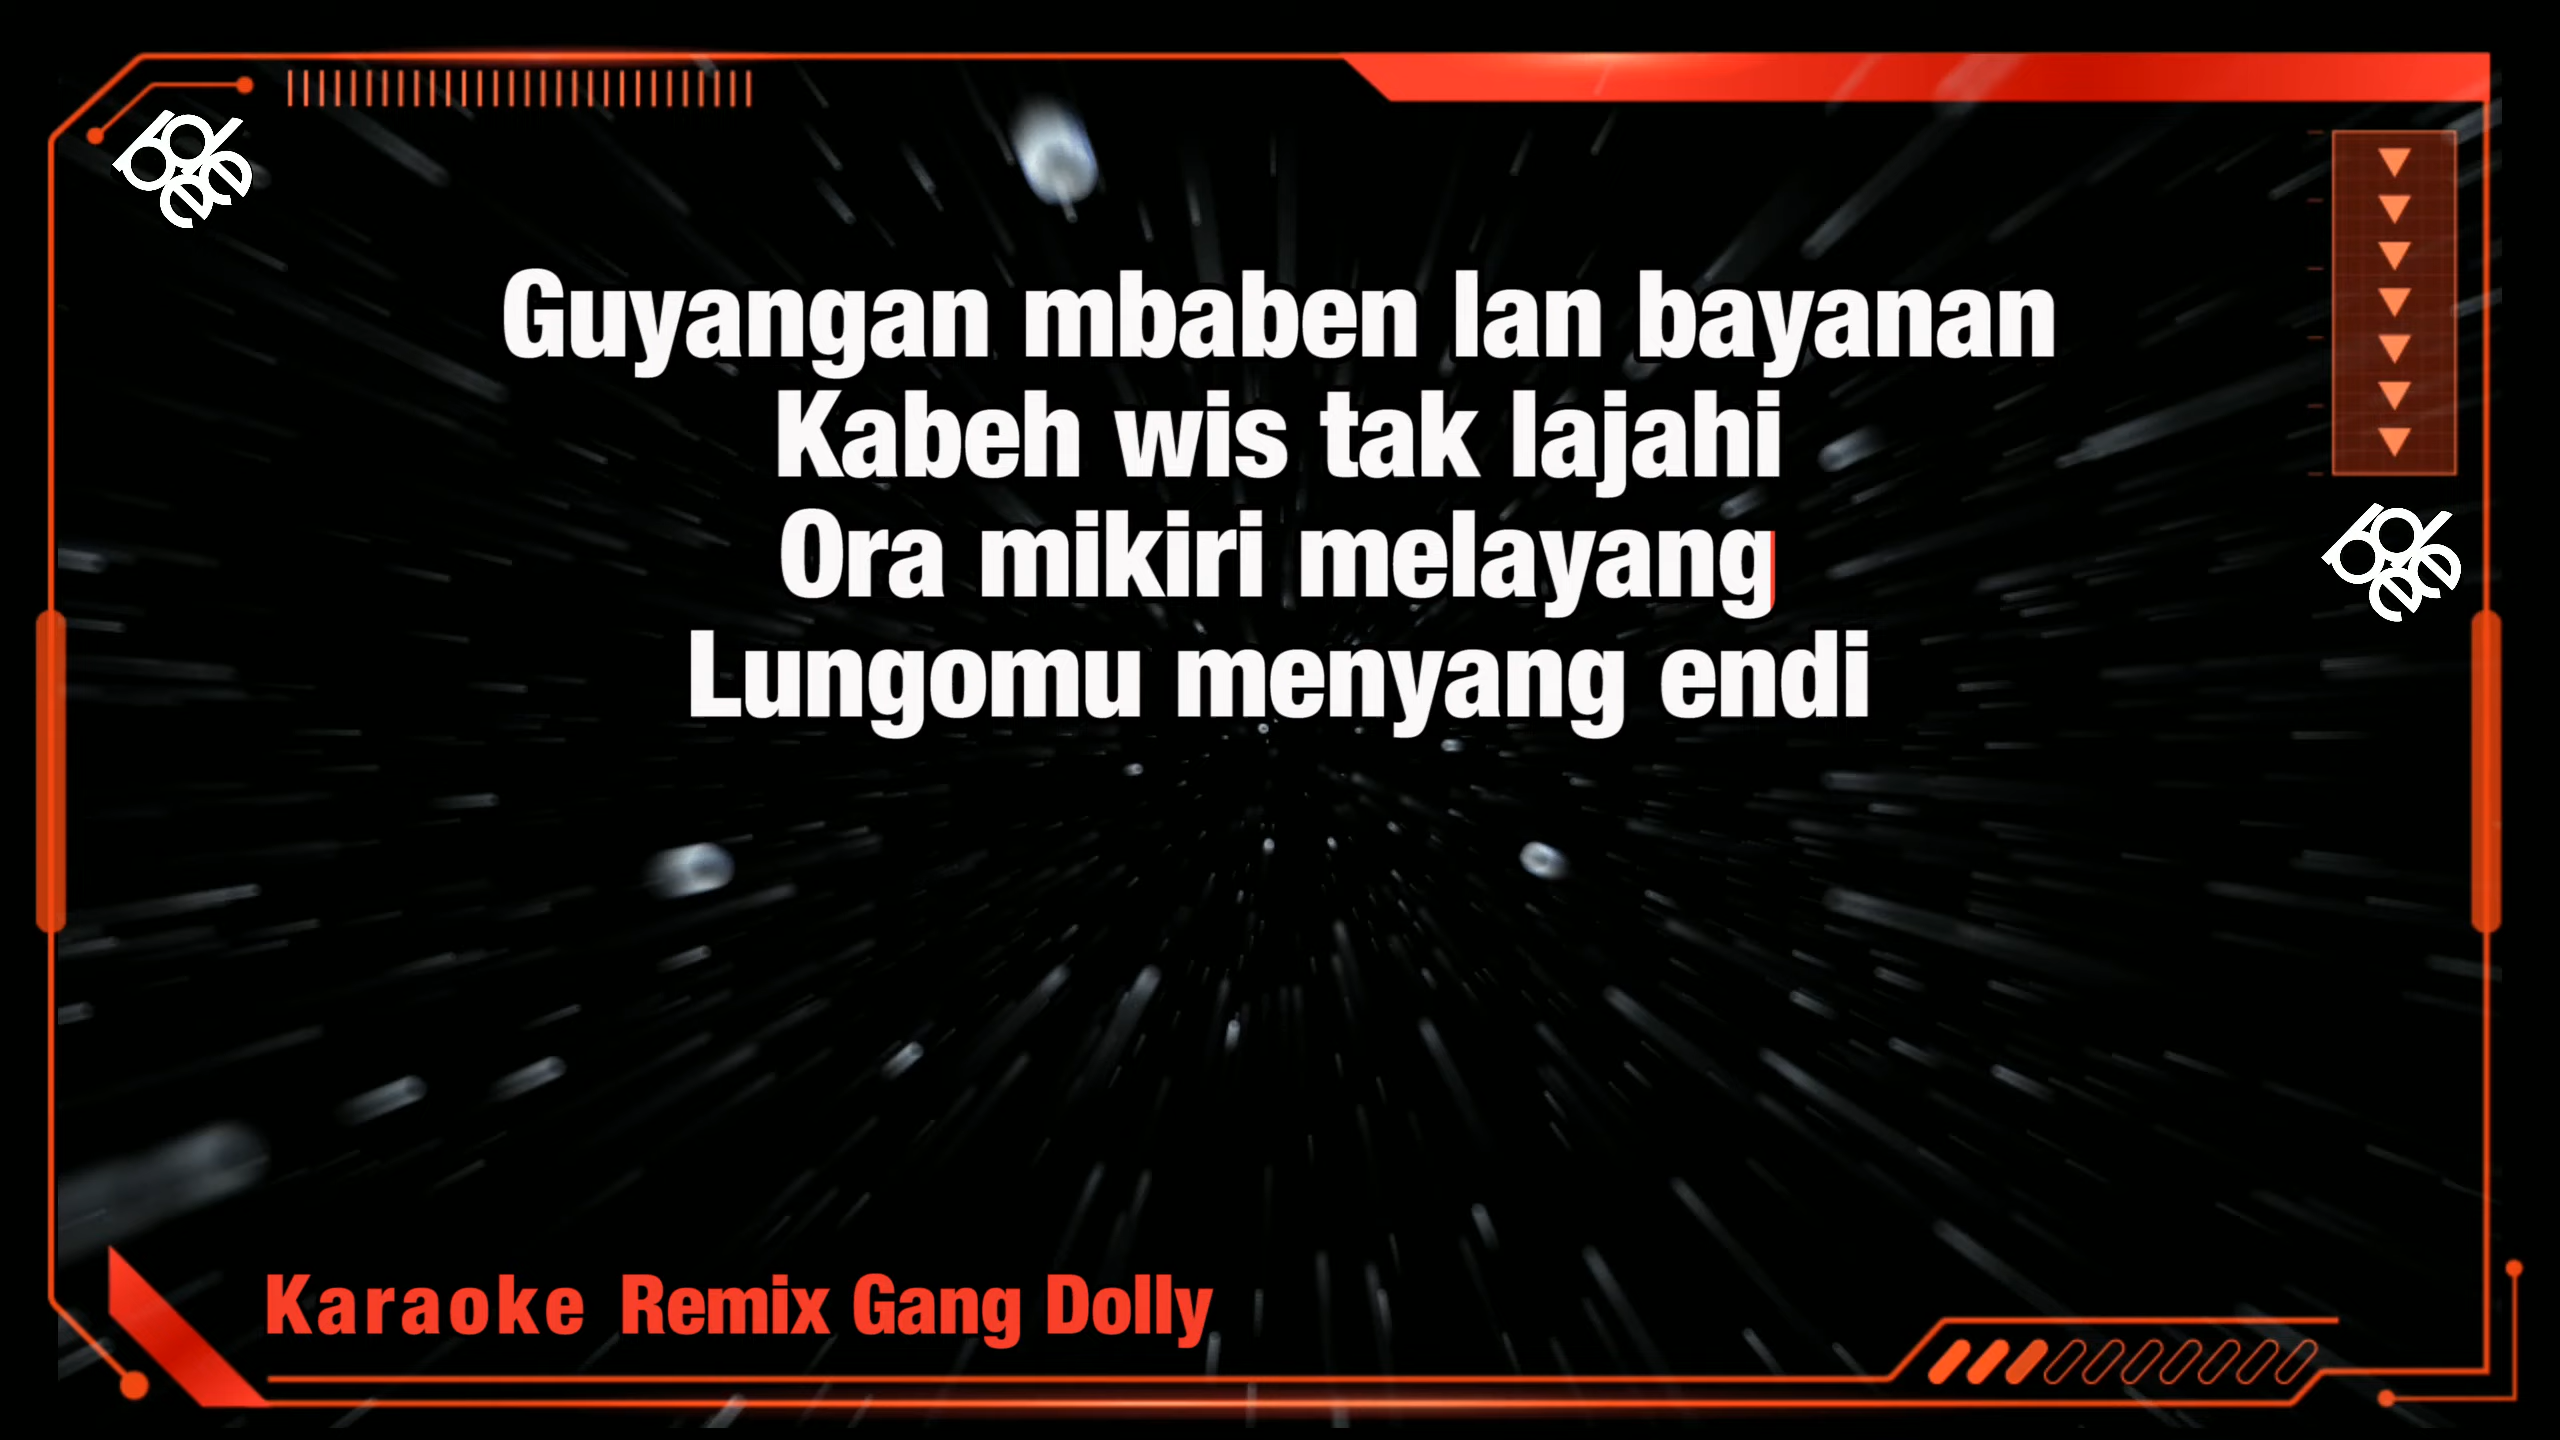 Guyangan mbaben lan bayanan
Kabeh wis tak lajahi
Ora mikiri melayang
Lungomu menyang endi
Karaoke Remix Gang Dolly